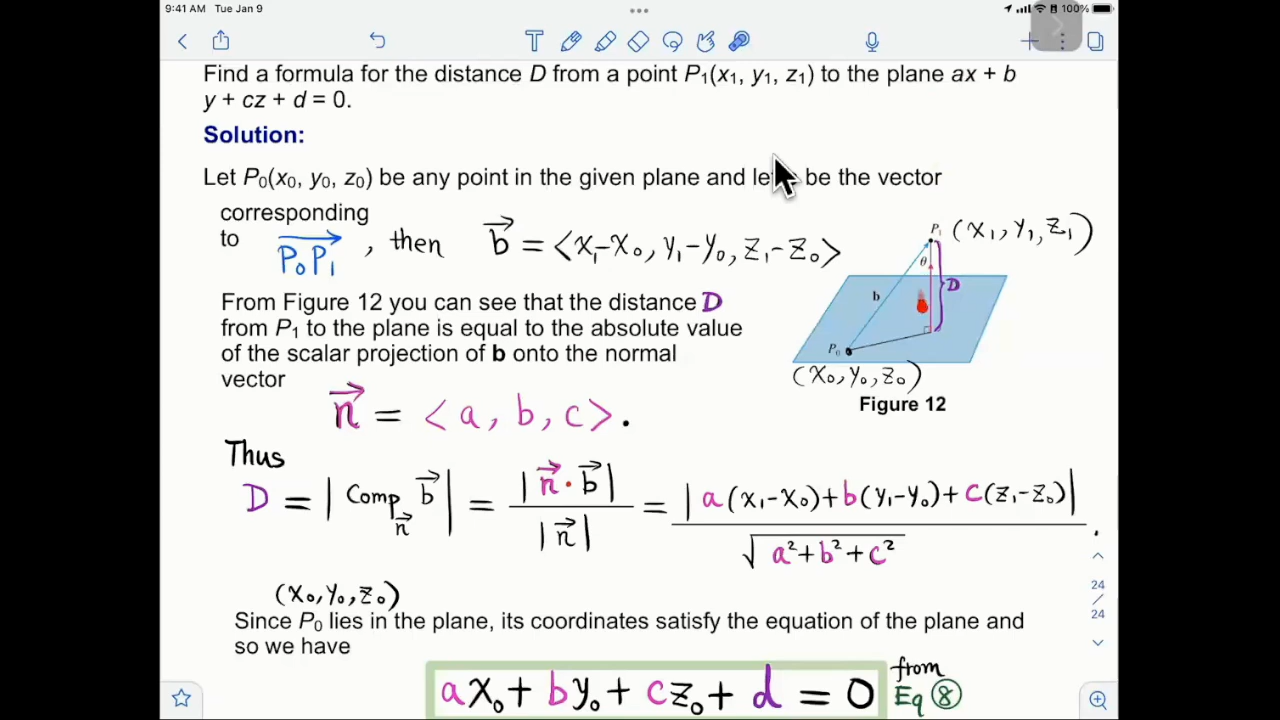 9:41 AM Tue Jan 9
100%
Find a formula for the distance D from a point P₁(x₁, y₁, z₁) to the plane ax + b
y + cz + d = 0.
Solution:
Let P₀(x₀, y₀, z₀) be any point in the given plane and le be the vector
corresponding
to P₀P₁→, then b→ = <x₁-x₀, y₁-y₀, z₁-z₀>
P₁ (x₁, y₁, z₁)
θ
b
D
P₀
(x₀, y₀, z₀)
Figure 12
From Figure 12 you can see that the distance D
from P₁ to the plane is equal to the absolute value
of the scalar projection of b onto the normal
vector
n→ = <a, b, c>.
Thus
D = | Comp_n→ b→ | = |n→ · b→| / |n→| = |a(x₁-x₀)+b(y₁-y₀)+c(z₁-z₀)| / √(a²+b²+c²).
(x₀, y₀, z₀)
Since P₀ lies in the plane, its coordinates satisfy the equation of the plane and
so we have
ax₀ + by₀ + cz₀ + d = 0
from
Eq ⑧
24
/
24